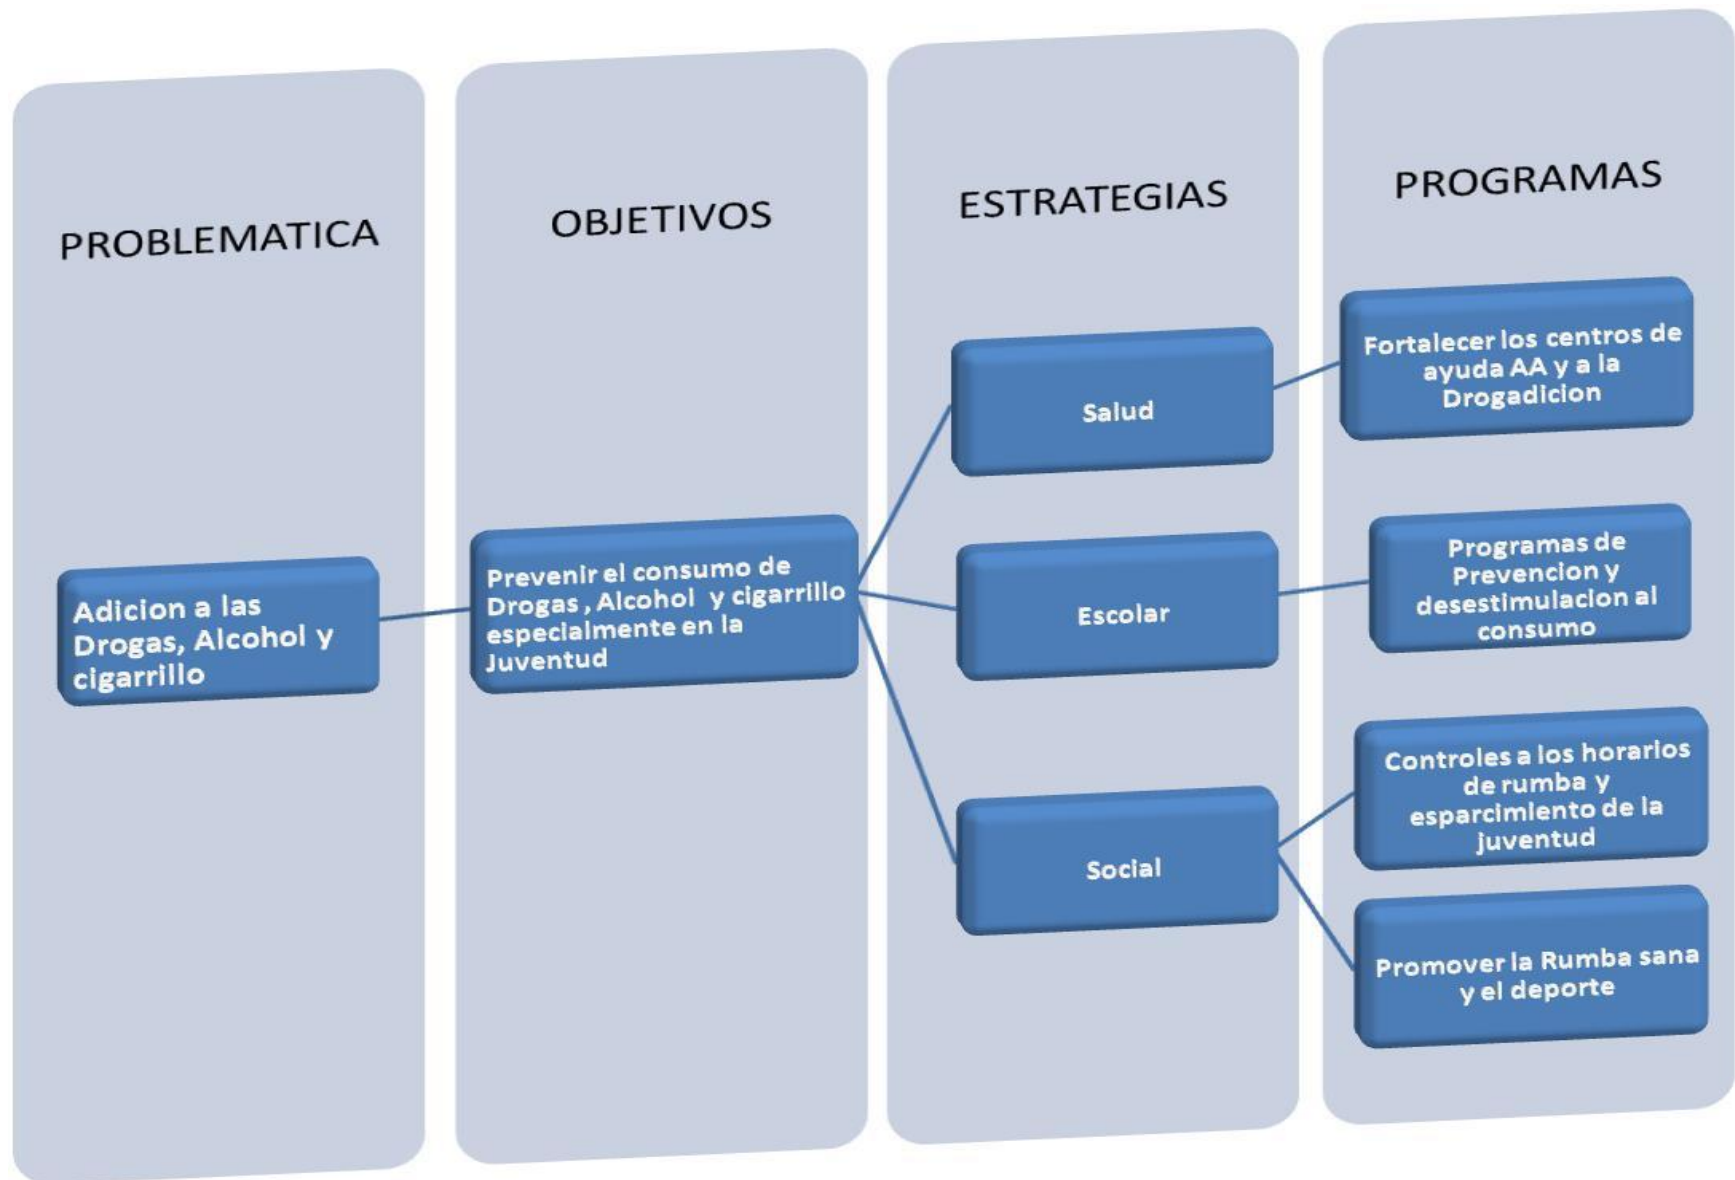 PROBLEMATICA
OBJETIVOS
ESTRATEGIAS
PROGRAMAS
Adicion a las
Drogas, Alcohol y
cigarrillo
Prevenir el consumo de
Drogas , Alcohol y cigarrillo
especialmente en la
Juventud
Salud
Escolar
Social
Fortalecer los centros de
ayuda AA y a la
Drogadicion
Programas de
Prevencion y
desestimulacion al
consumo
Controles a los horarios
de rumba y
esparcimiento de la
juventud
Promover la Rumba sana
y el deporte